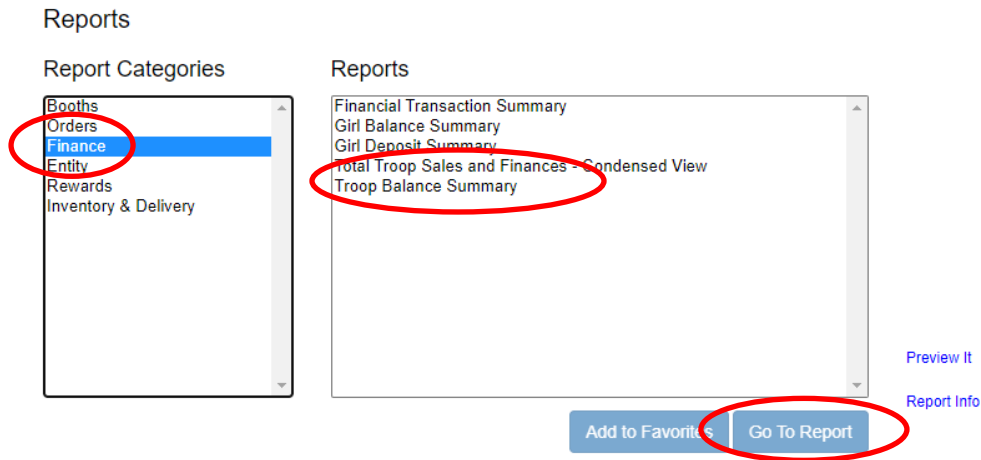 Reports
Report Categories
Reports
Booths
Orders
Finance
Entity
Rewards
Inventory & Delivery
Financial Transaction Summary
Girl Balance Summary
Girl Deposit Summary
Total Troop Sales and Finances - Condensed View
Troop Balance Summary
Preview It
Report Info
Add to Favorites
Go To Report